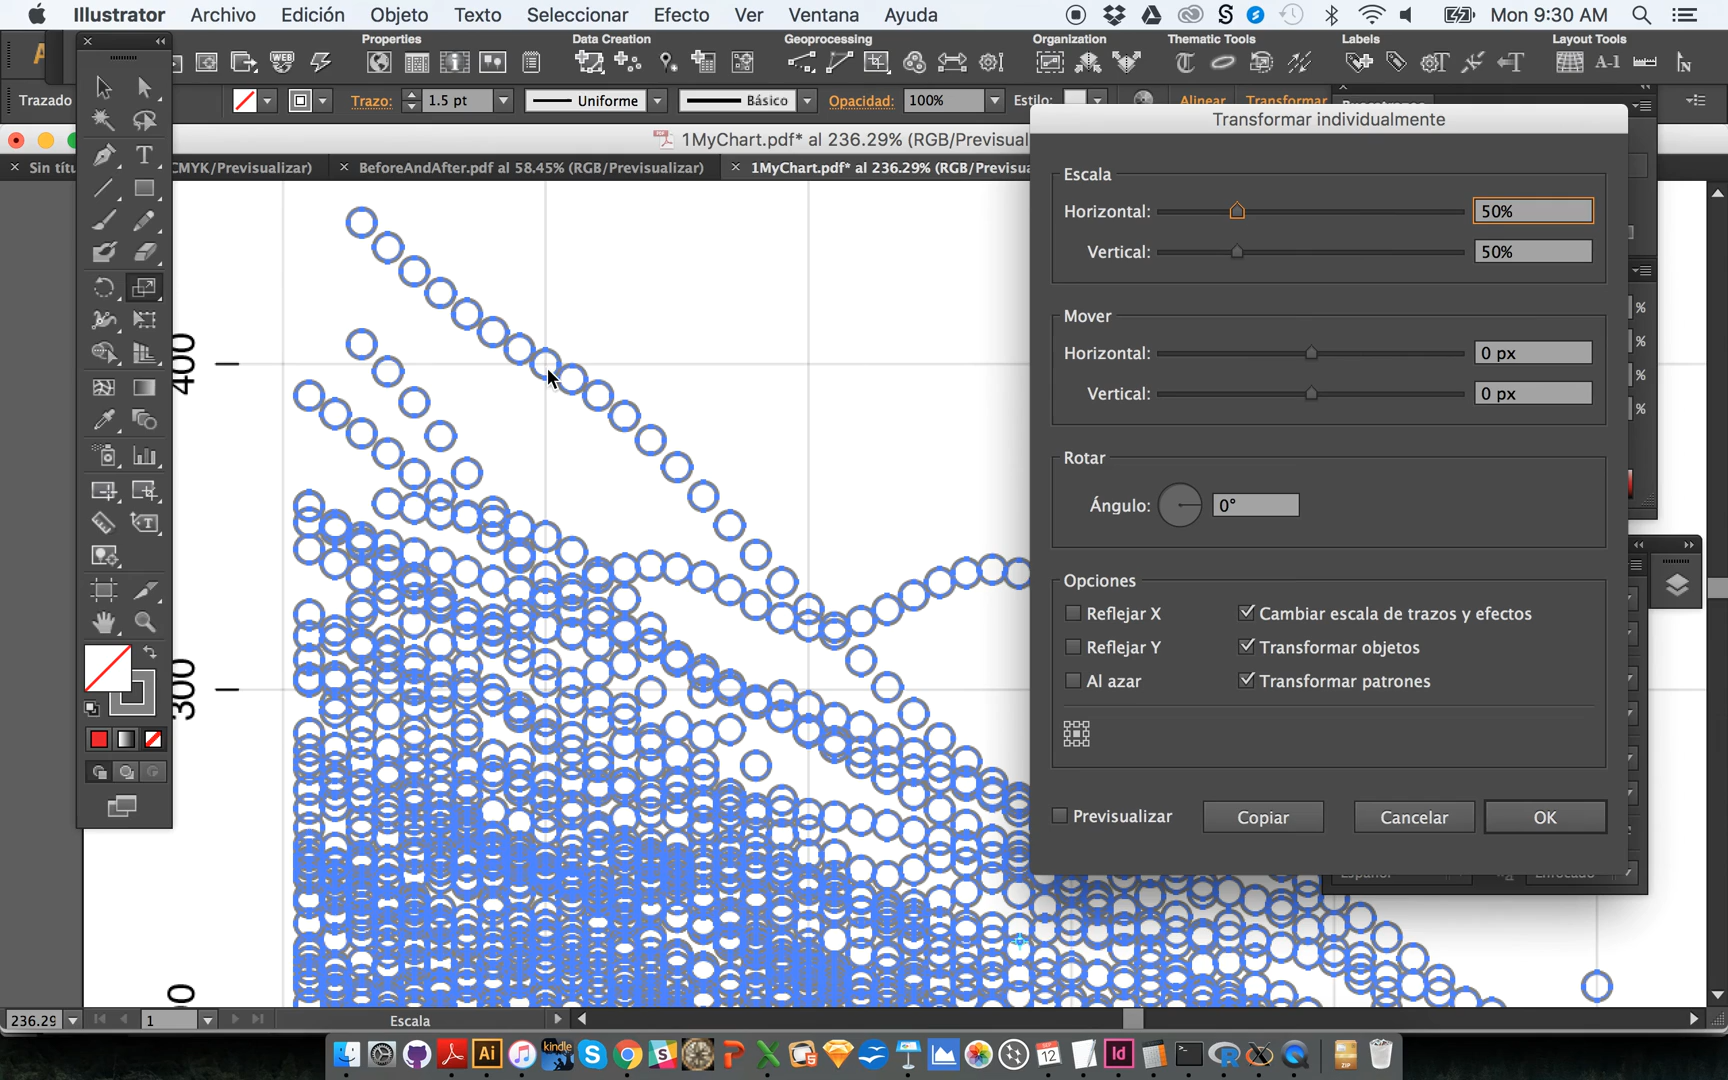 Illustrator Archivo Edición Objeto Texto Seleccionar Efecto Ver Ventana Ayuda Mon 9:30 AM
Properties Data Creation Geoprocessing Organization Thematic Tools Labels Layout Tools
Trazado Trazo: 1.5 pt Uniforme Básico Opacidad: 100% Estilo: Alinear Transformar
1MyChart.pdf* al 236.29% (RGB/Previsual
Sin títu CMYK/Previsualizar) BeforeAndAfter.pdf al 58.45% (RGB/Previsualizar) 1MyChart.pdf* al 236.29% (RGB/Previsua
Transformar individualmente
Escala
Horizontal: 50%
Vertical: 50%
Mover
Horizontal: 0 px
Vertical: 0 px
Rotar
Ángulo: 0°
Opciones
Reflejar X Cambiar escala de trazos y efectos
Reflejar Y Transformar objetos
Al azar Transformar patrones
Previsualizar Copiar Cancelar OK
400
300
0
%
%
%
%
236.29 1 Escala